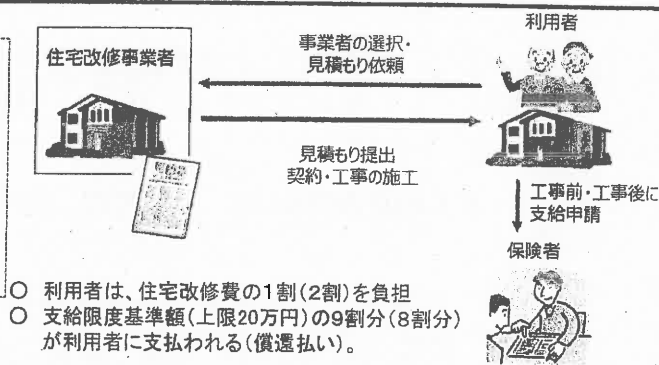 利用者
住宅改修事業者
事業者の選択・
見積もり依頼
見積もり提出
契約・工事の施工
工事前・工事後に
支給申請
保険者
○ 利用者は、住宅改修費の1割(2割)を負担
○ 支給限度基準額(上限20万円)の9割分(8割分)
が利用者に支払われる(償還払い)。